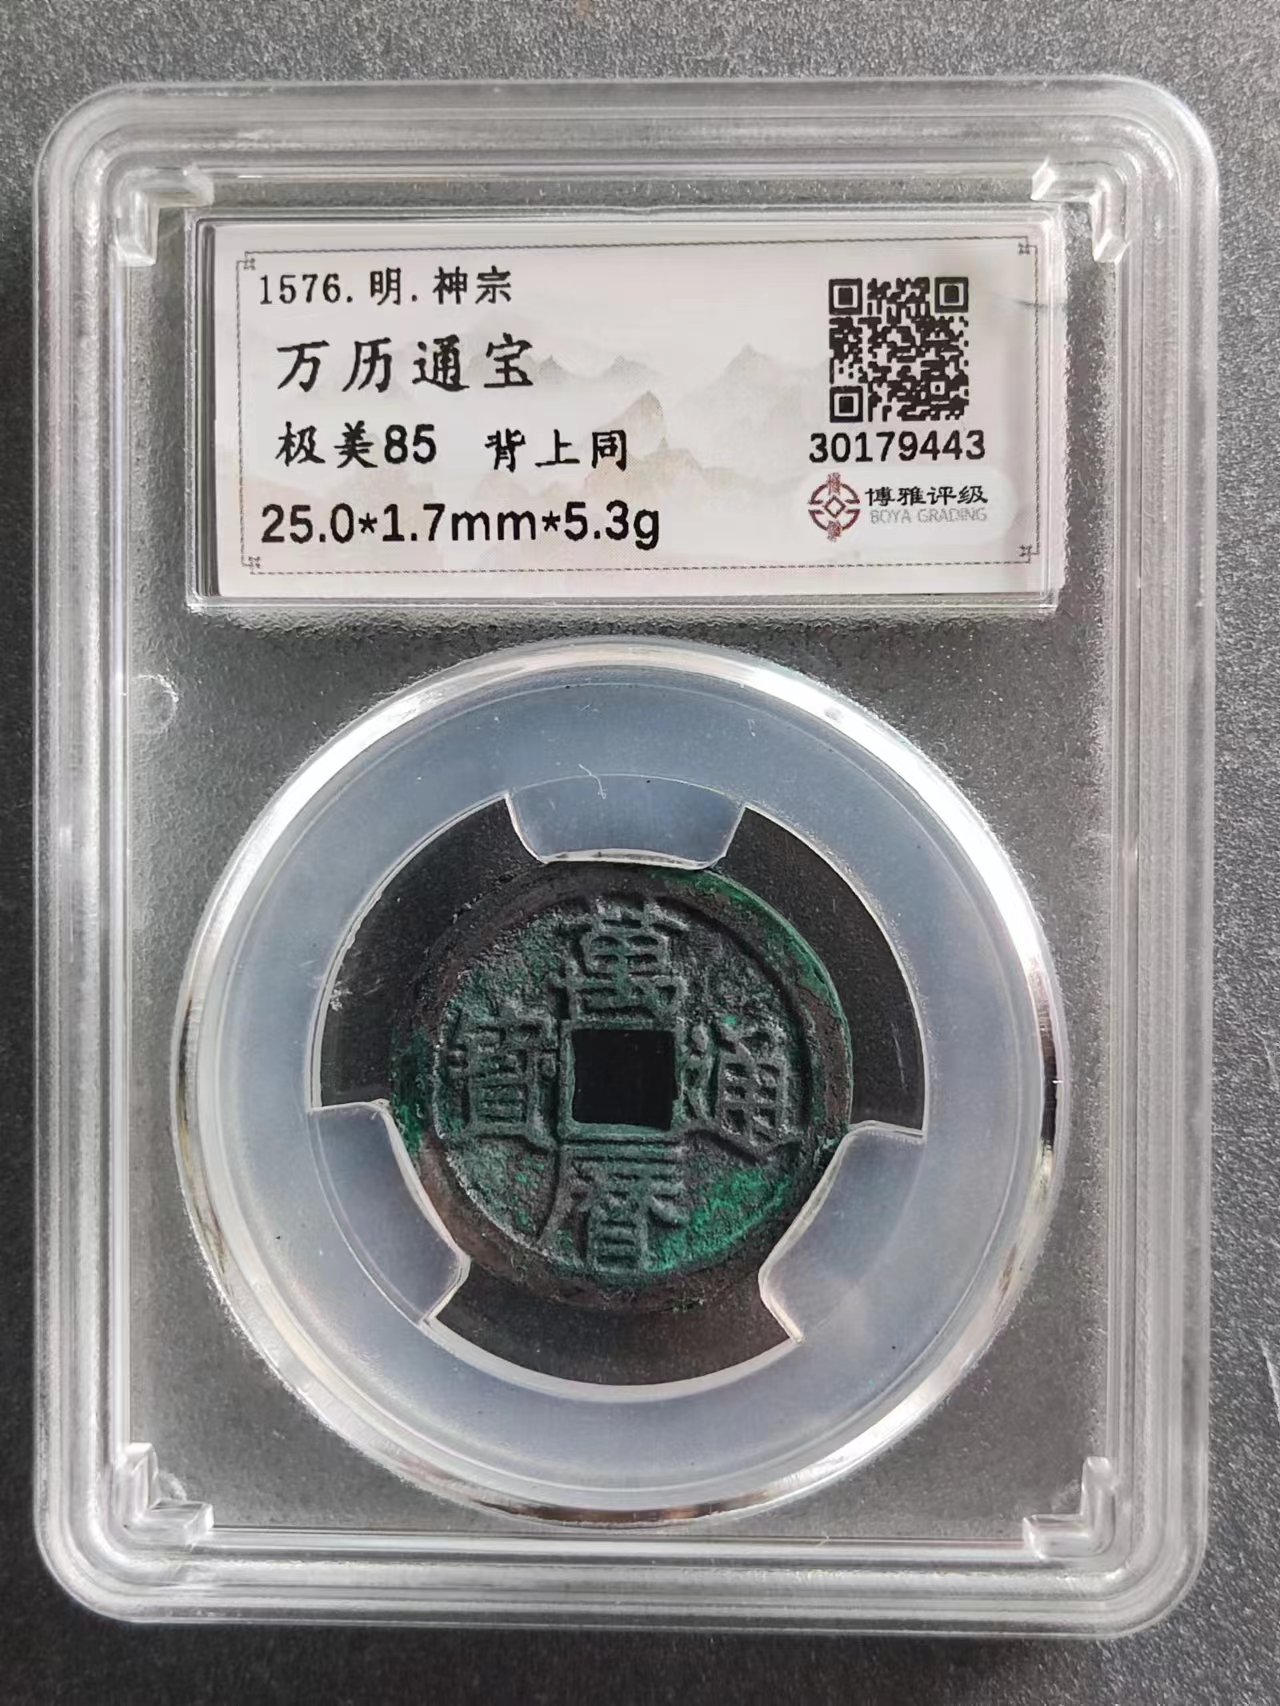 1576.明.神宗
万历通宝
极美85 背上同
25.0*1.7mm*5.3g
30179443
博雅评级
BOYA GRADING
萬
寶 通
曆